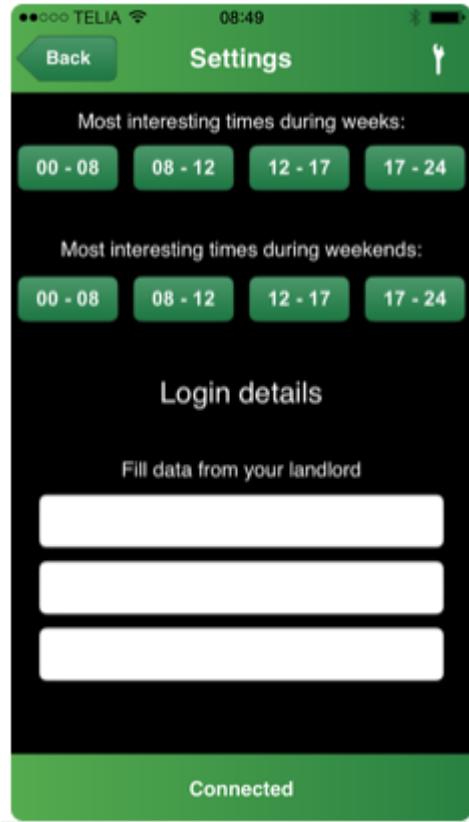 TELIA 08:49
Back Settings
Most interesting times during weeks:
00 - 08 08 - 12 12 - 17 17 - 24
Most interesting times during weekends:
00 - 08 08 - 12 12 - 17 17 - 24
Login details
Fill data from your landlord
Connected